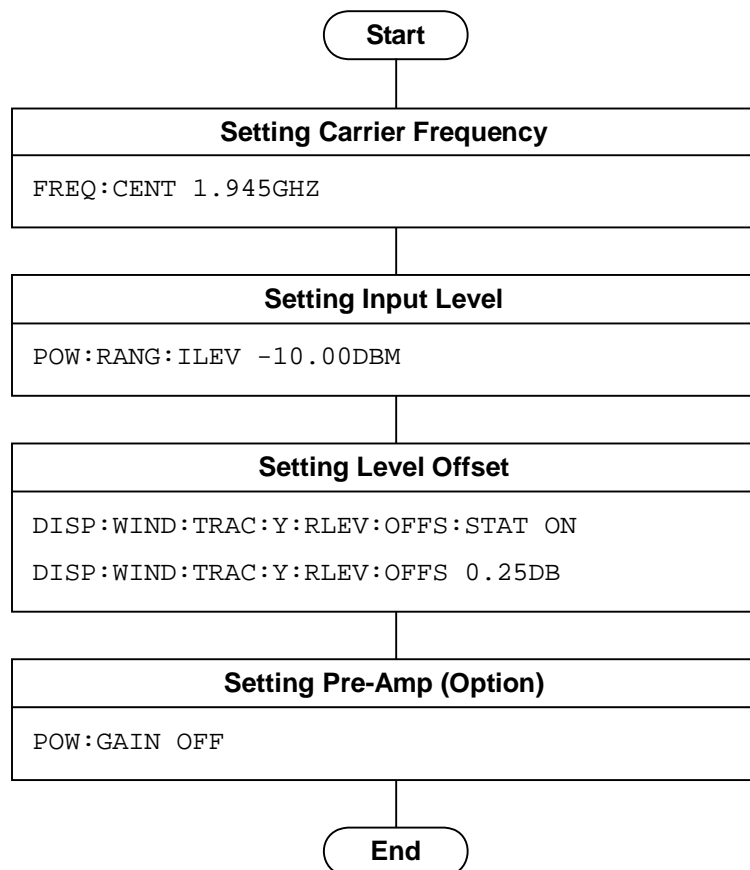 Start
Setting Carrier Frequency
FREQ:CENT 1.945GHZ
Setting Input Level
POW:RANG:ILEV -10.00DBM
Setting Level Offset
DISP:WIND:TRAC:Y:RLEV:OFFS:STAT ON
DISP:WIND:TRAC:Y:RLEV:OFFS 0.25DB
Setting Pre-Amp (Option)
POW:GAIN OFF
End